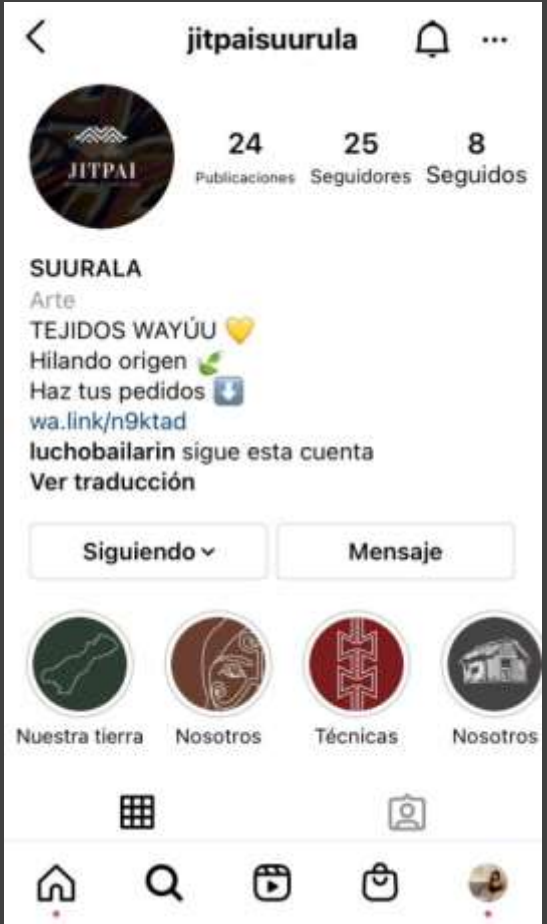 jitpaisuurula
JITPAI
24 25 8
Publicaciones Seguidores Seguidos
SUURALA
Arte
TEJIDOS WAYÚU
Hilando origen
Haz tus pedidos
wa.link/n9ktad
luchobailarin sigue esta cuenta
Ver traducción
Siguiendo Mensaje
Nuestra tierra Nosotros Técnicas Nosotros